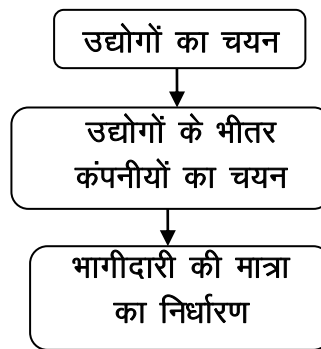 उद्योगों का चयन
उद्योगों के भीतर
कंपनीयों का चयन
भागीदारी की मात्रा
का निर्धारण